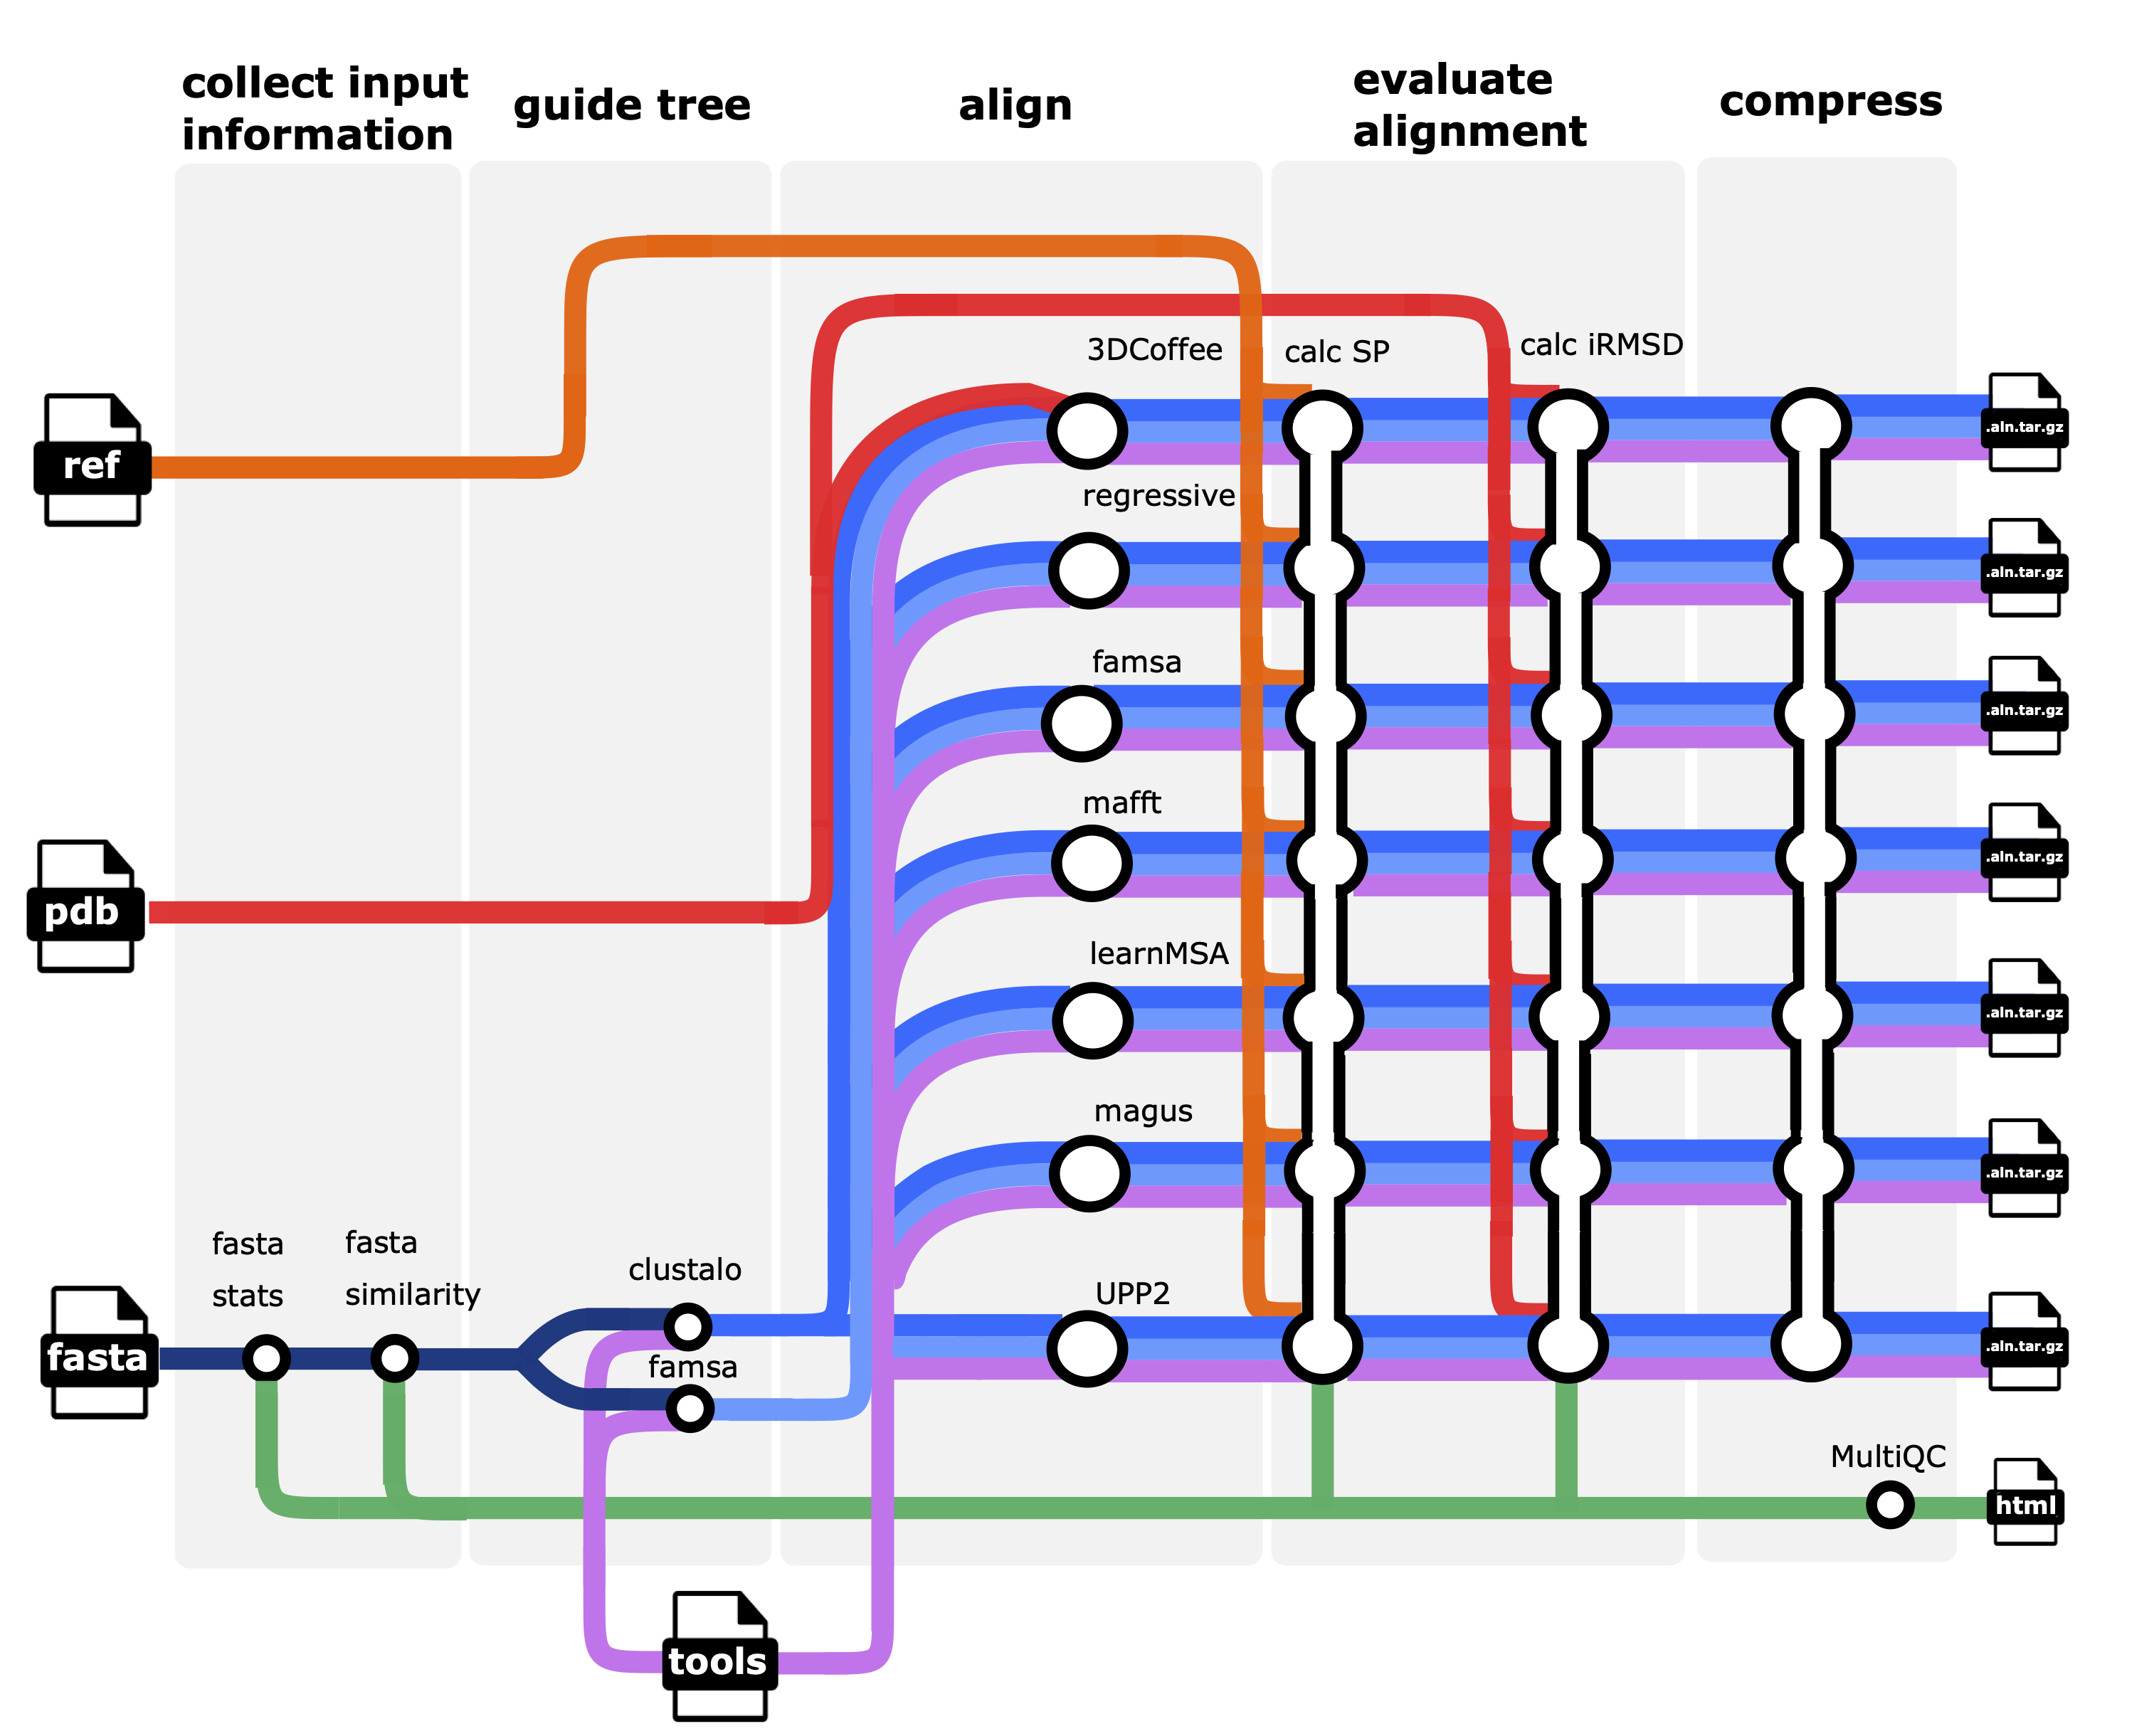 collect input
information
guide tree
align
evaluate
alignment
compress
3DCoffee
calc SP
calc iRMSD
ref
.aln.tar.gz
regressive
.aln.tar.gz
famsa
.aln.tar.gz
mafft
.aln.tar.gz
pdb
learnMSA
.aln.tar.gz
magus
.aln.tar.gz
fasta
stats
fasta
similarity
clustalo
UPP2
fasta
famsa
.aln.tar.gz
MultiQC
html
tools